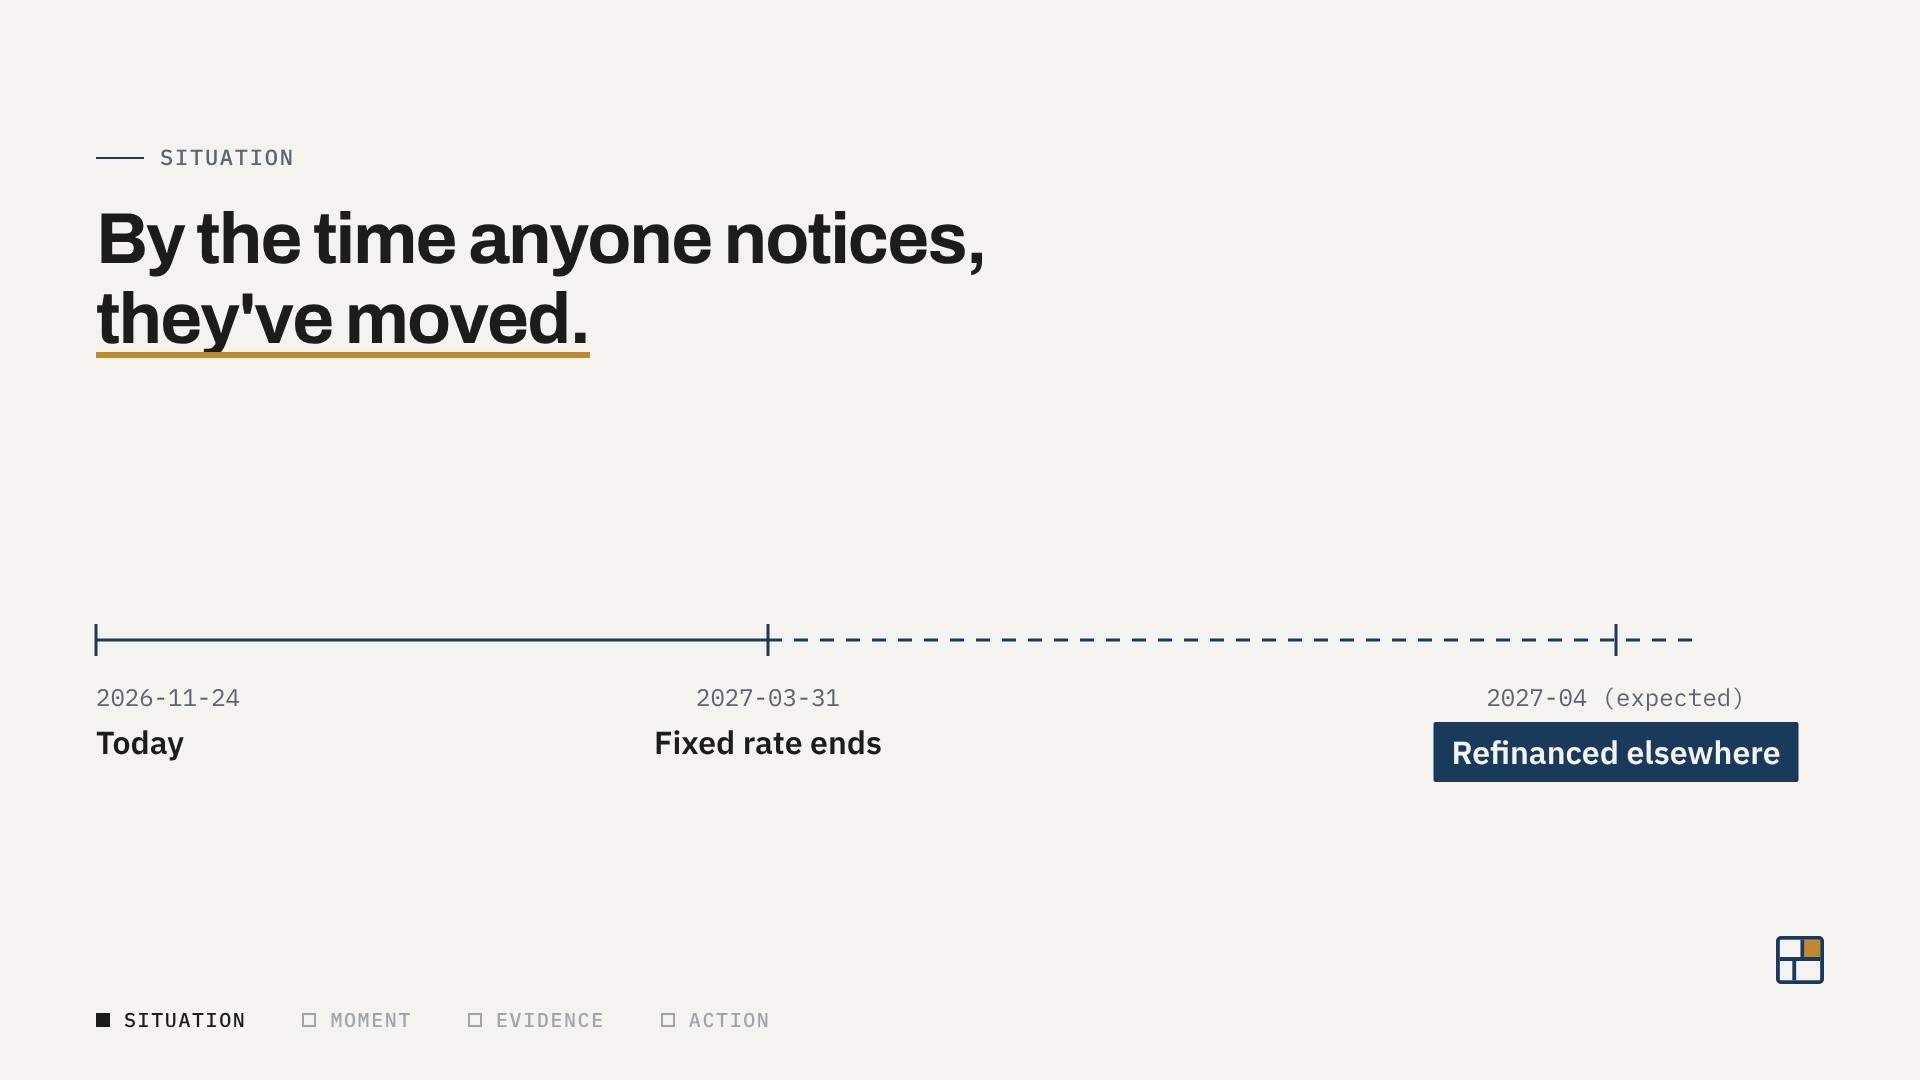 SITUATION
By the time anyone notices,
they've moved.
2026-11-24
Today
2027-03-31
Fixed rate ends
2027-04 (expected)
Refinanced elsewhere
SITUATION
MOMENT
EVIDENCE
ACTION